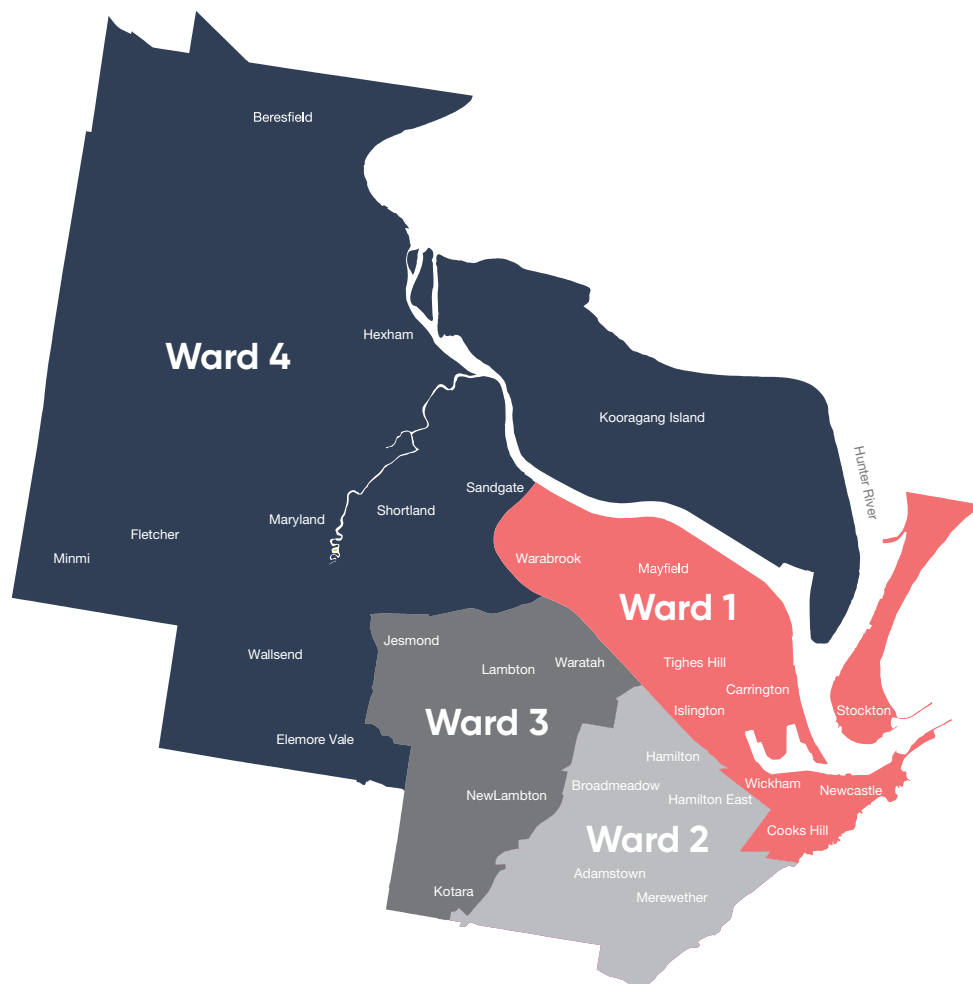 Beresfield
Hexham
Ward 4
Kooragang Island
Hunter River
Sandgate
Shortland
Maryland
Fletcher
Minmi
Warabrook
Mayfield
Ward 1
Jesmond
Wallsend
Lambton
Waratah
Tighes Hill
Carrington
Islington
Stockton
Ward 3
Elemore Vale
Hamilton
Broadmeadow
Wickham
Newcastle
NewLambton
Hamilton East
Cooks Hill
Ward 2
Adamstown
Kotara
Merewether